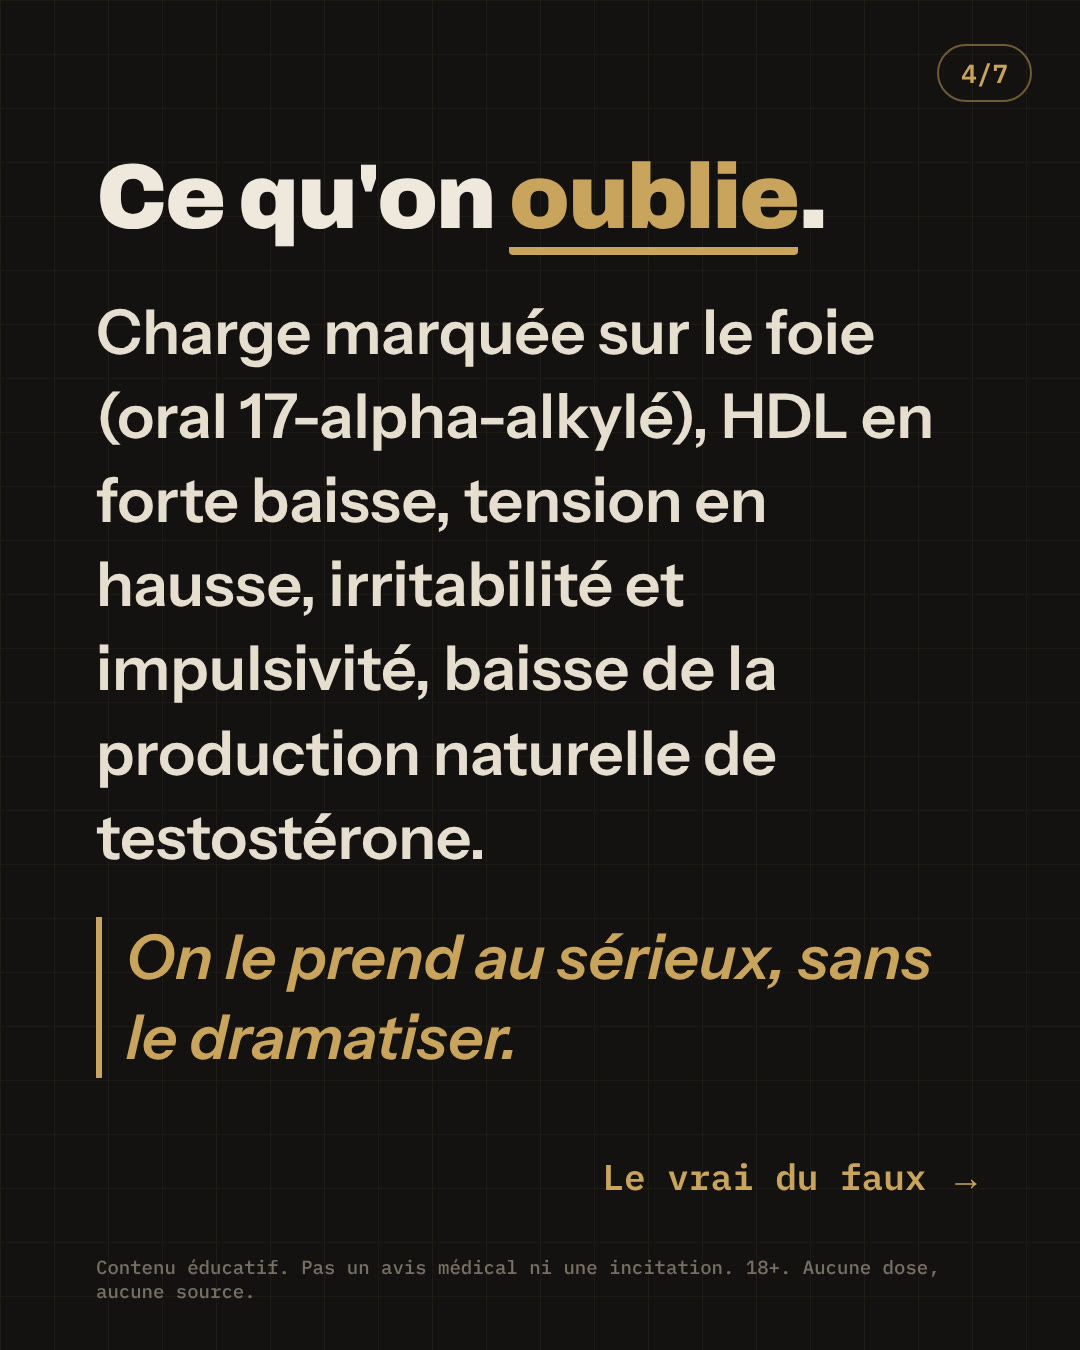 4/7
Ce qu'on oublie.
Charge marquée sur le foie
(oral 17-alpha-alkylé), HDL en
forte baisse, tension en
hausse, irritabilité et
impulsivité, baisse de la
production naturelle de
testostérone.
On le prend au sérieux, sans
le dramatiser.
Le vrai du faux →
Contenu éducatif. Pas un avis médical ni une incitation. 18+. Aucune dose,
aucune source.